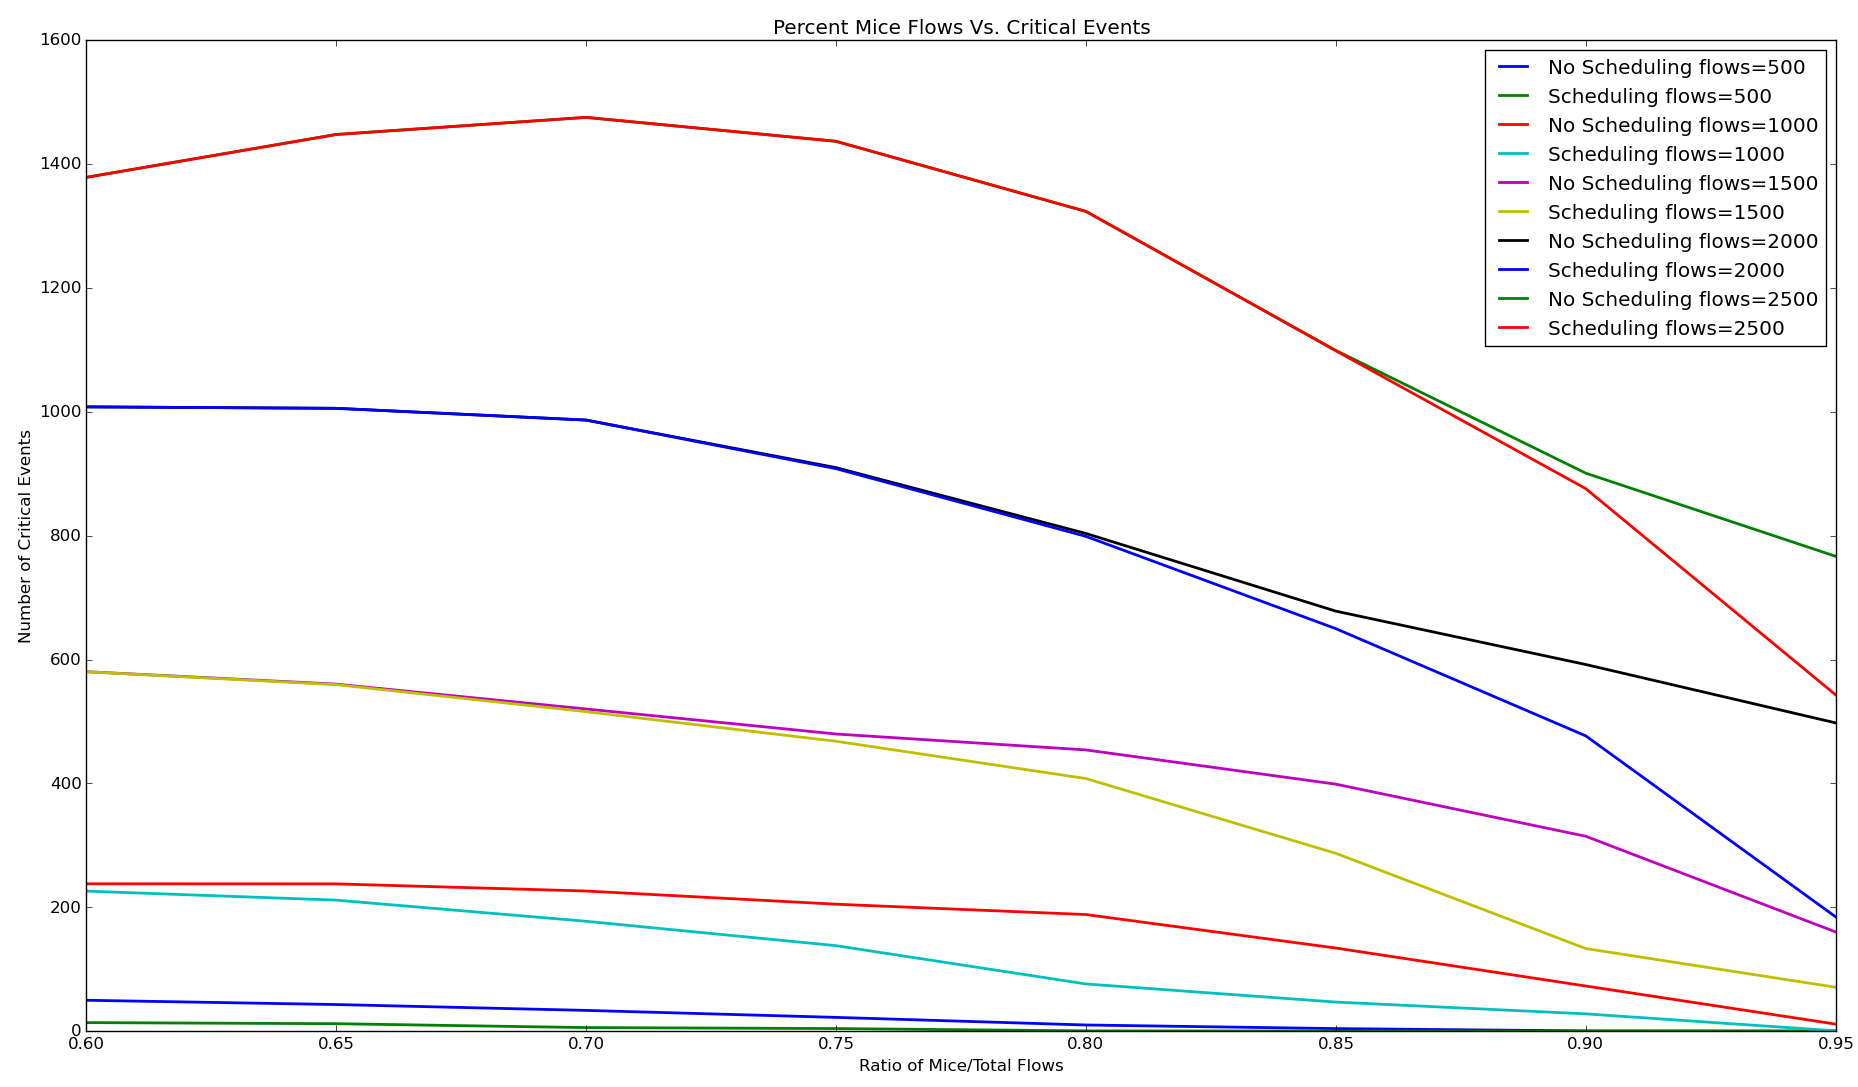 Percent Mice Flows Vs. Critical Events
1600
1400
1200
1000
800
600
400
200
0
Number of Critical Events
No Scheduling flows=500
Scheduling flows=500
No Scheduling flows=1000
Scheduling flows=1000
No Scheduling flows=1500
Scheduling flows=1500
No Scheduling flows=2000
Scheduling flows=2000
No Scheduling flows=2500
Scheduling flows=2500
0.60 0.65 0.70 0.75 0.80 0.85 0.90 0.95
Ratio of Mice/Total Flows